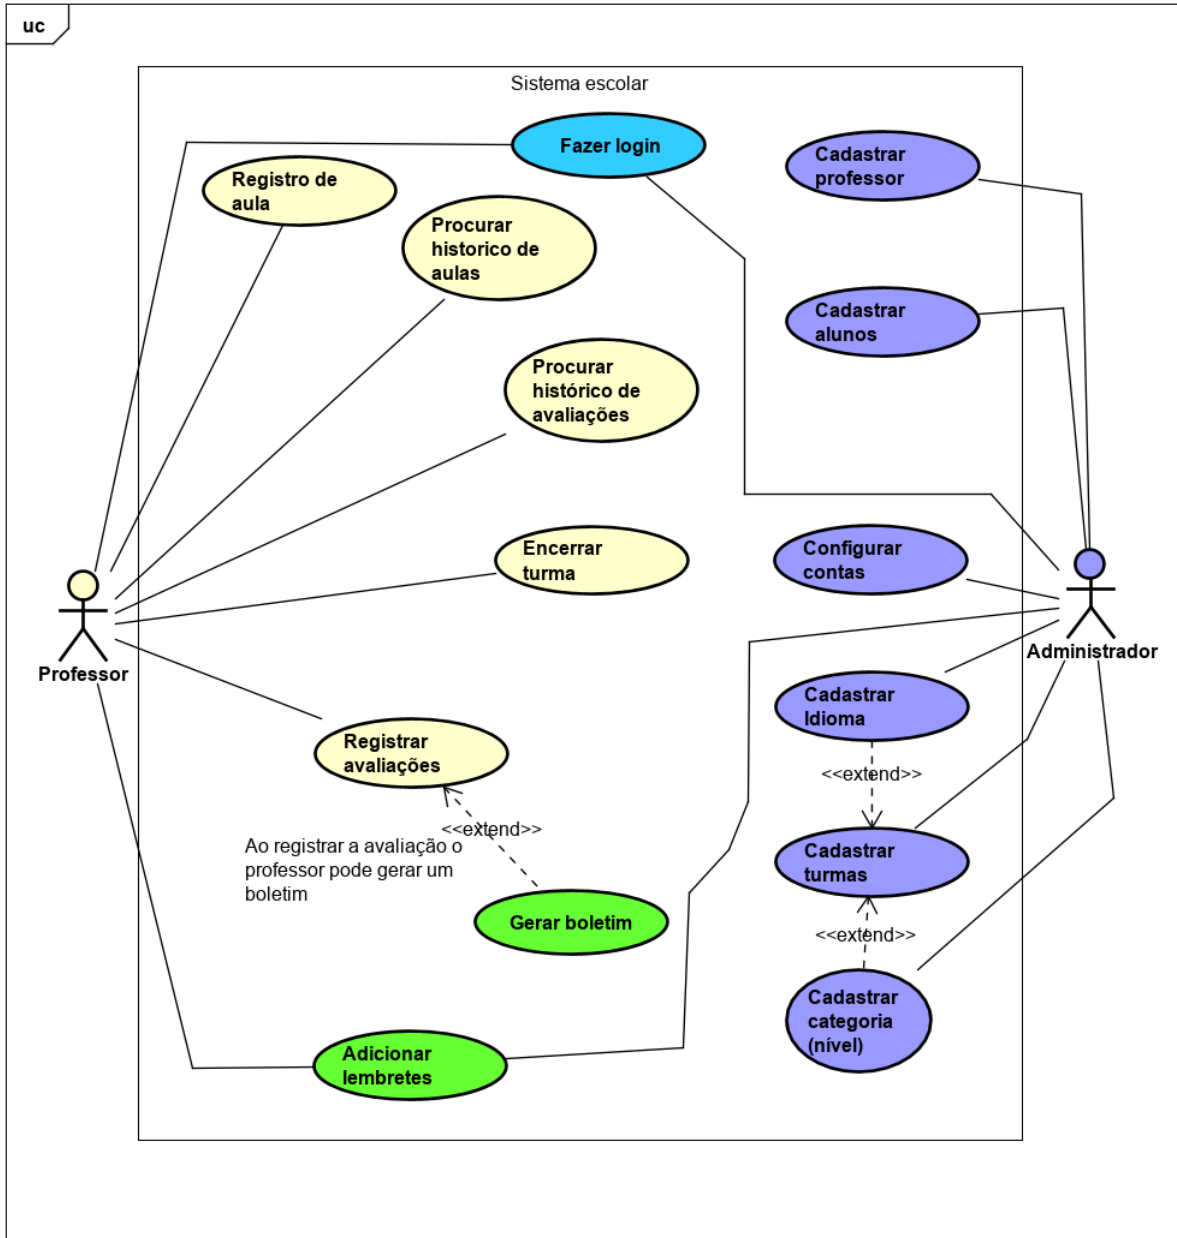 uc
Sistema escolar
Fazer login
Cadastrar
professor
Registro de
aula
Procurar
historico de
aulas
Cadastrar
alunos
Procurar
histórico de
avaliações
Encerrar
turma
Configurar
contas
Professor
Administrador
Cadastrar
Idioma
Registrar
avaliações
<<extend>>
<<extend>>
Ao registrar a avaliação o
professor pode gerar um
boletim
Cadastrar
turmas
Gerar boletim
<<extend>>
Cadastrar
categoria
(nível)
Adicionar
lembretes